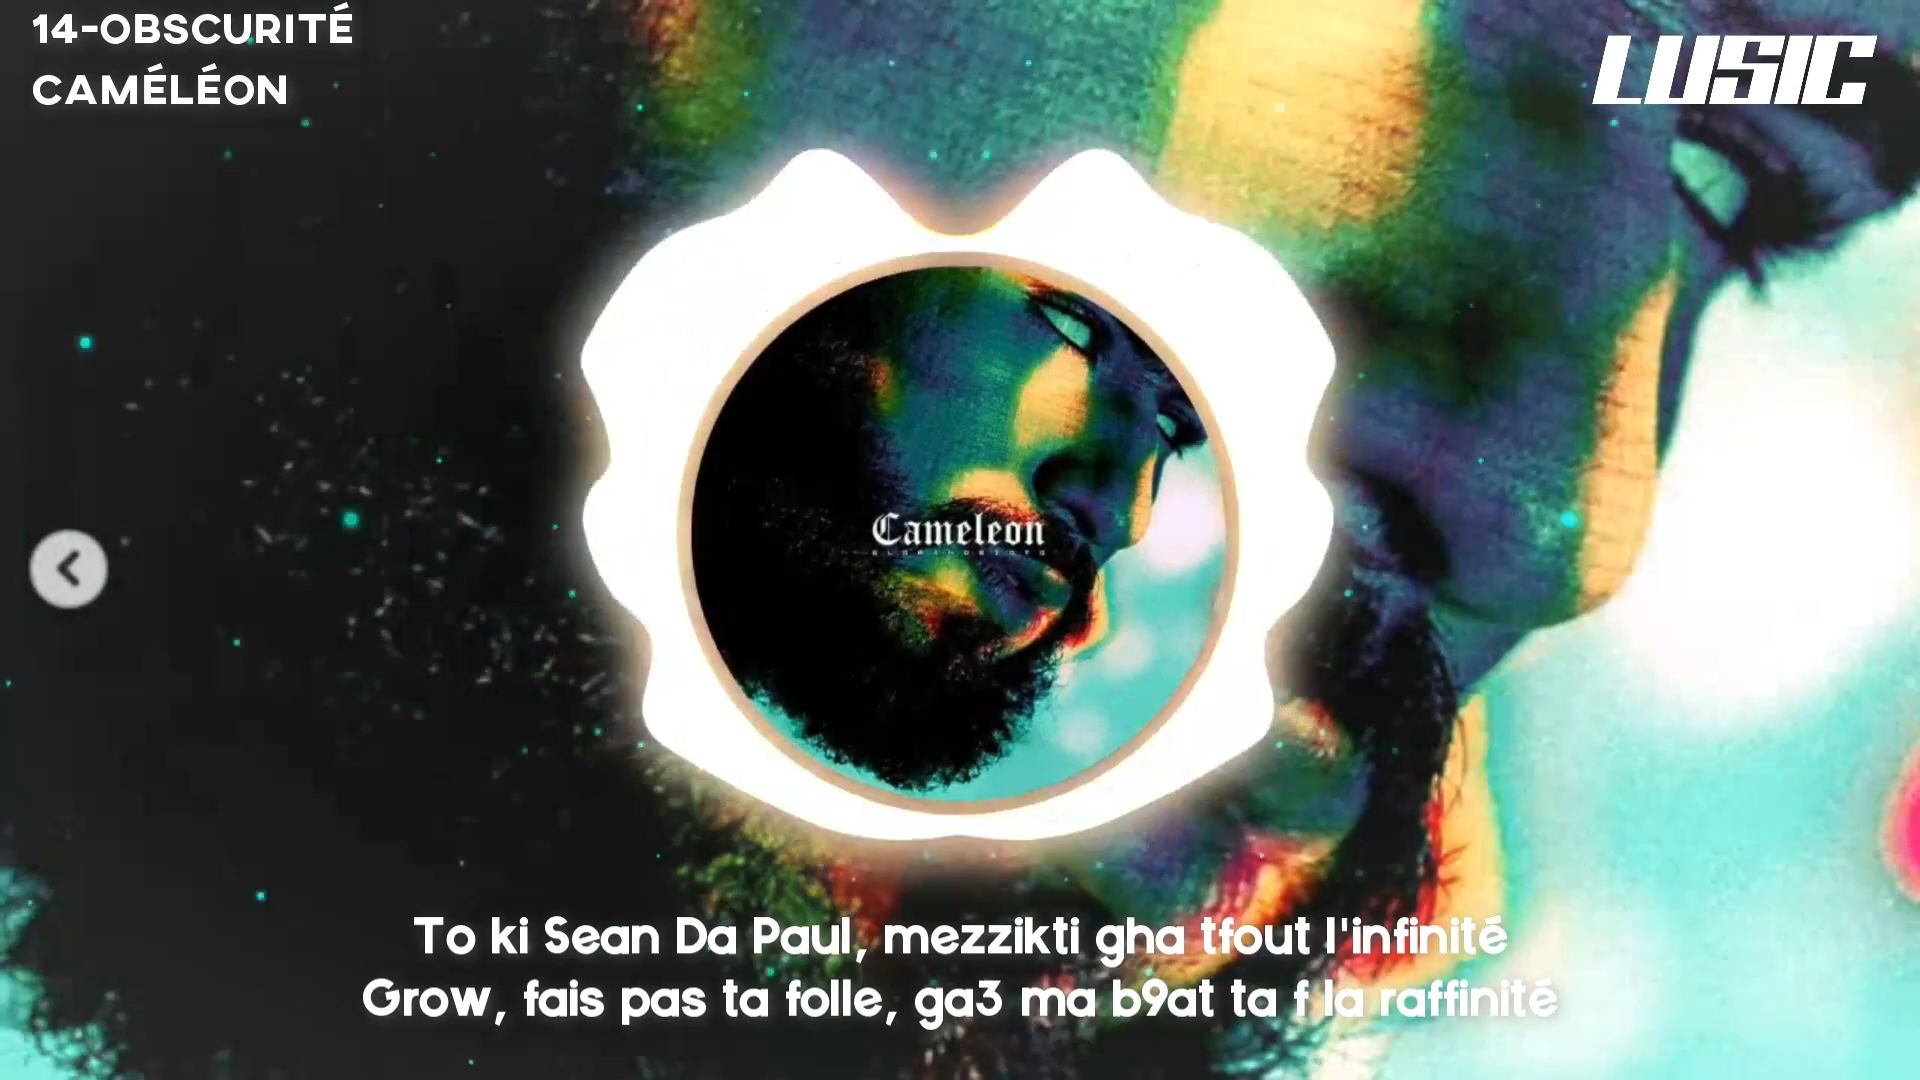 14-OBSCURITÉ
CAMÉLÉON
LUSIC
Cameleon
To ki Sean Da Paul, mezzikti gha tfout l'infinité
Grow, fais pas ta folle, ga3 ma b9at ta f la raffinité